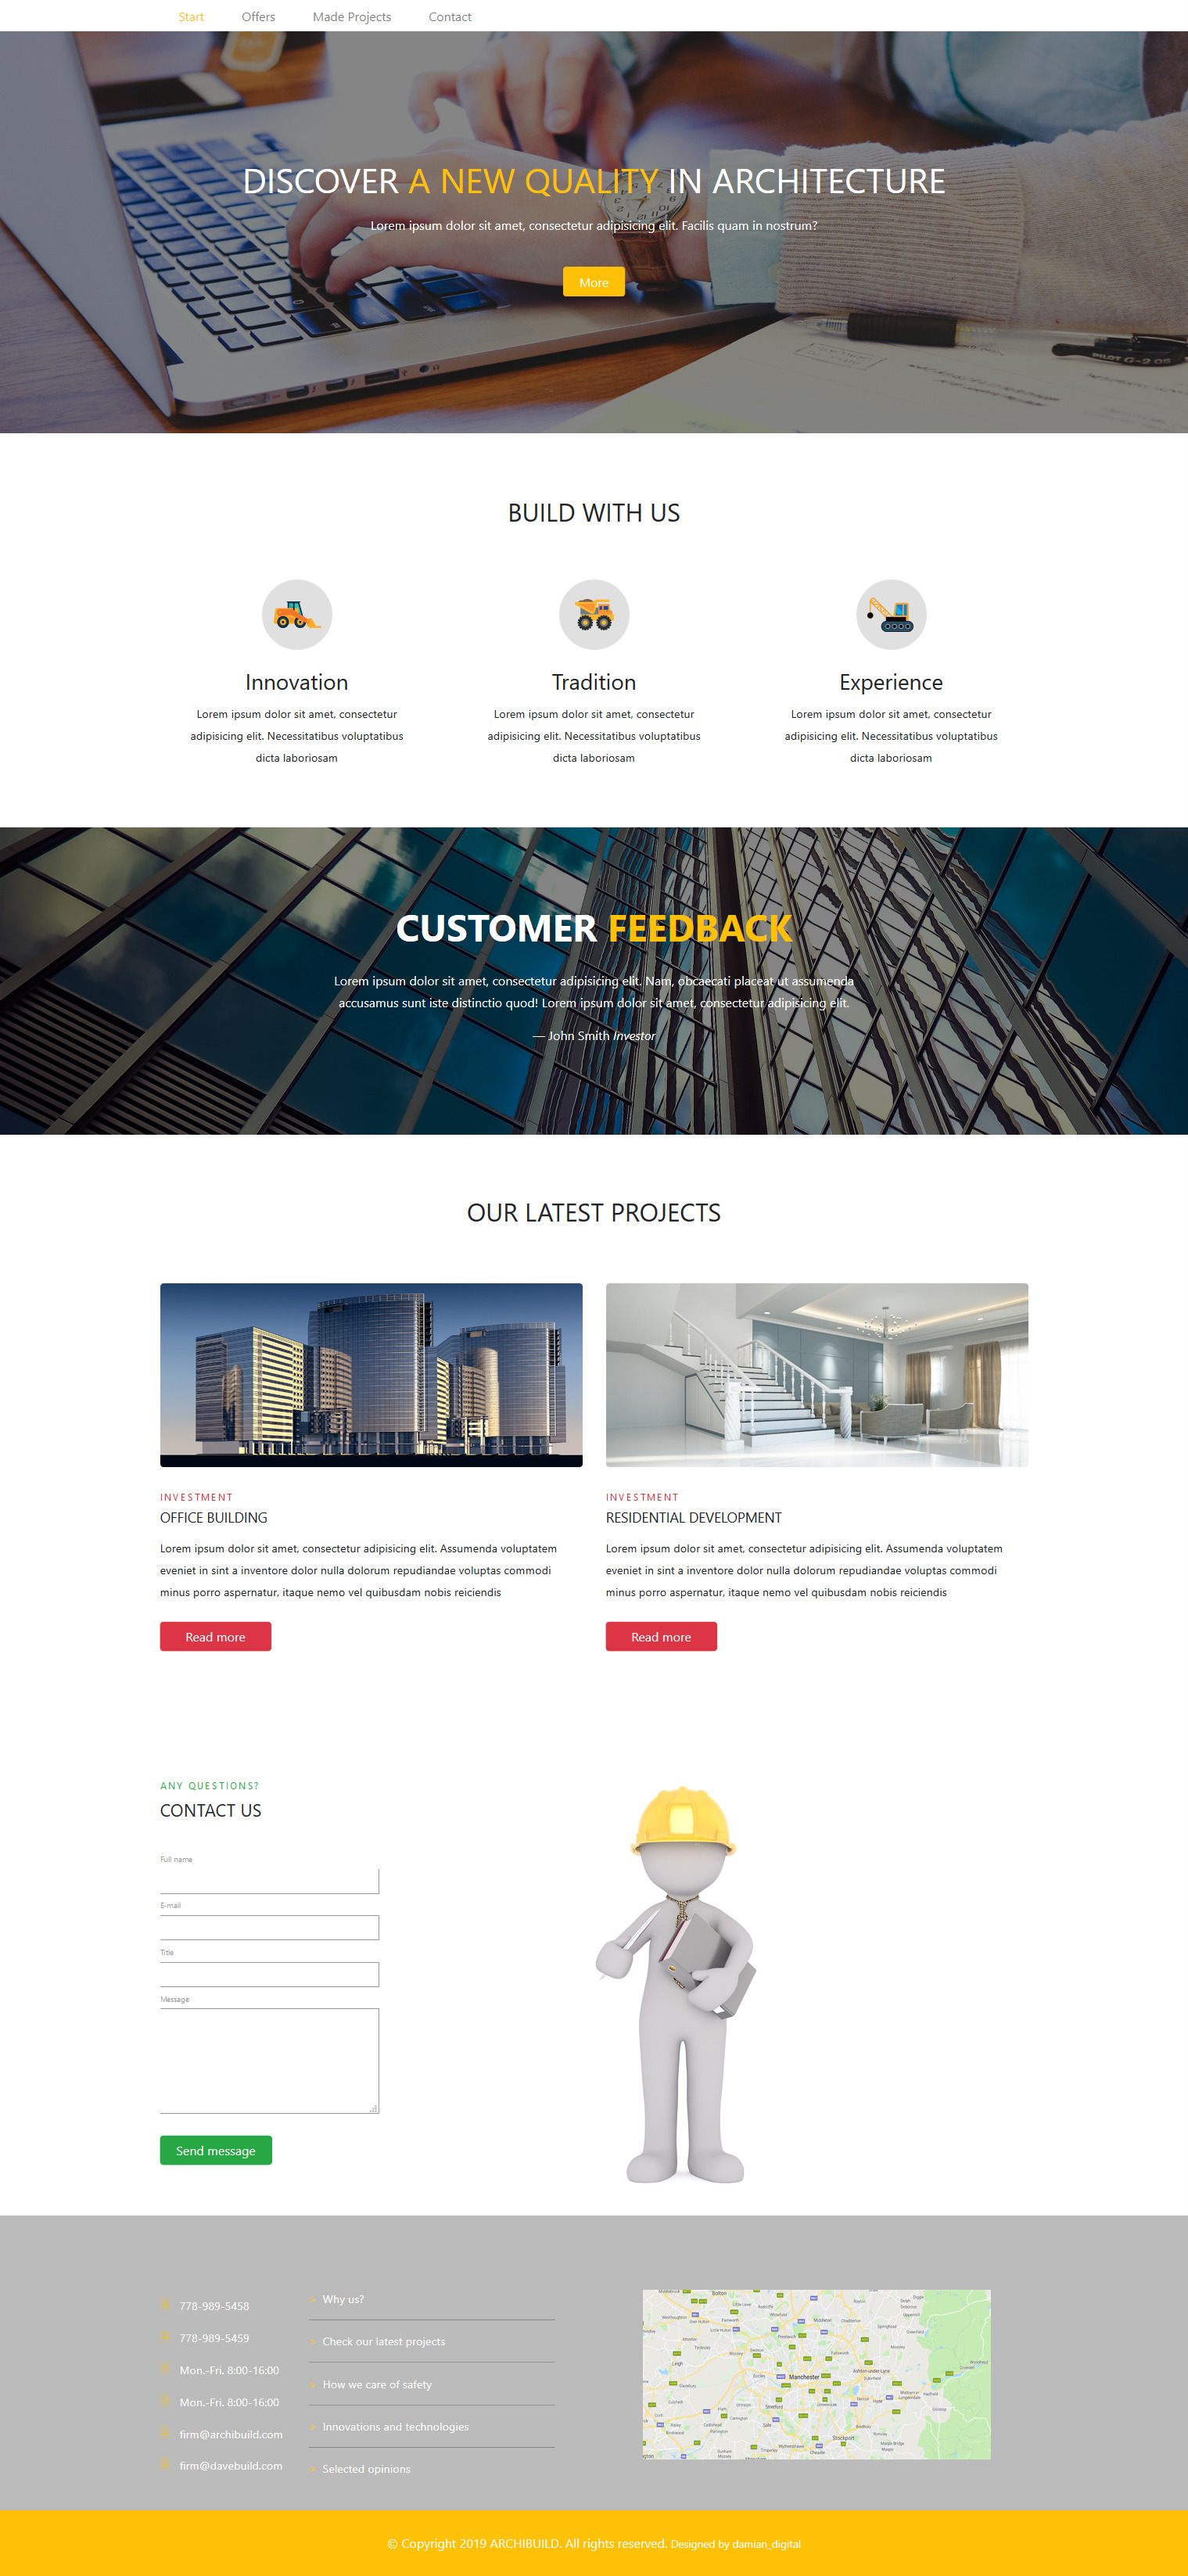 Start Offers Made Projects Contact
DISCOVER A NEW QUALITY IN ARCHITECTURE
Lorem ipsum dolor sit amet, consectetur adipisicing elit. Facilis quam in nostrum?
More
PILOT G-2 05
BUILD WITH US
Innovation
Lorem ipsum dolor sit amet, consectetur
adipisicing elit. Necessitatibus voluptatibus
dicta laboriosam
Tradition
Lorem ipsum dolor sit amet, consectetur
adipisicing elit. Necessitatibus voluptatibus
dicta laboriosam
Experience
Lorem ipsum dolor sit amet, consectetur
adipisicing elit. Necessitatibus voluptatibus
dicta laboriosam
CUSTOMER FEEDBACK
Lorem ipsum dolor sit amet, consectetur adipisicing elit. Nam, obcaecati placeat ut assumenda
accusamus sunt iste distinctio quod! Lorem ipsum dolor sit amet, consectetur adipisicing elit.
— John Smith Investor
OUR LATEST PROJECTS
INVESTMENT
OFFICE BUILDING
Lorem ipsum dolor sit amet, consectetur adipisicing elit. Assumenda voluptatem
eveniet in sint a inventore dolor nulla dolorum repudiandae voluptas commodi
minus porro aspernatur, itaque nemo vel quibusdam nobis reiciendis
Read more
INVESTMENT
RESIDENTIAL DEVELOPMENT
Lorem ipsum dolor sit amet, consectetur adipisicing elit. Assumenda voluptatem
eveniet in sint a inventore dolor nulla dolorum repudiandae voluptas commodi
minus porro aspernatur, itaque nemo vel quibusdam nobis reiciendis
Read more
ANY QUESTIONS?
CONTACT US
Full name
E-mail
Title
Message
Send message
778-989-5458
778-989-5459
Mon.-Fri. 8:00-16:00
Mon.-Fri. 8:00-16:00
firm@archibuild.com
firm@davebuild.com
Why us?
Check our latest projects
How we care of safety
Innovations and technologies
Selected opinions
Bolton
Manchester
Ashton-under-Lyne
Stretford
Sale
Stockport
© Copyright 2019 ARCHIBUILD. All rights reserved. Designed by damian_digital